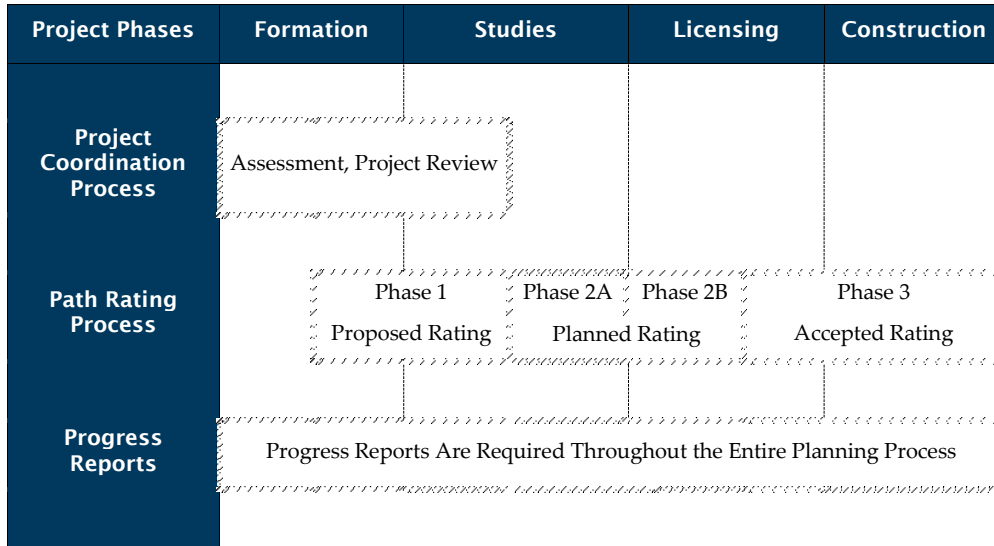 Project Phases Formation Studies Licensing Construction
Project
Coordination
Process
Assessment, Project Review
Path Rating
Process
Phase 1 Phase 2A Phase 2B Phase 3
Proposed Rating Planned Rating Accepted Rating
Progress
Reports
Progress Reports Are Required Throughout the Entire Planning Process